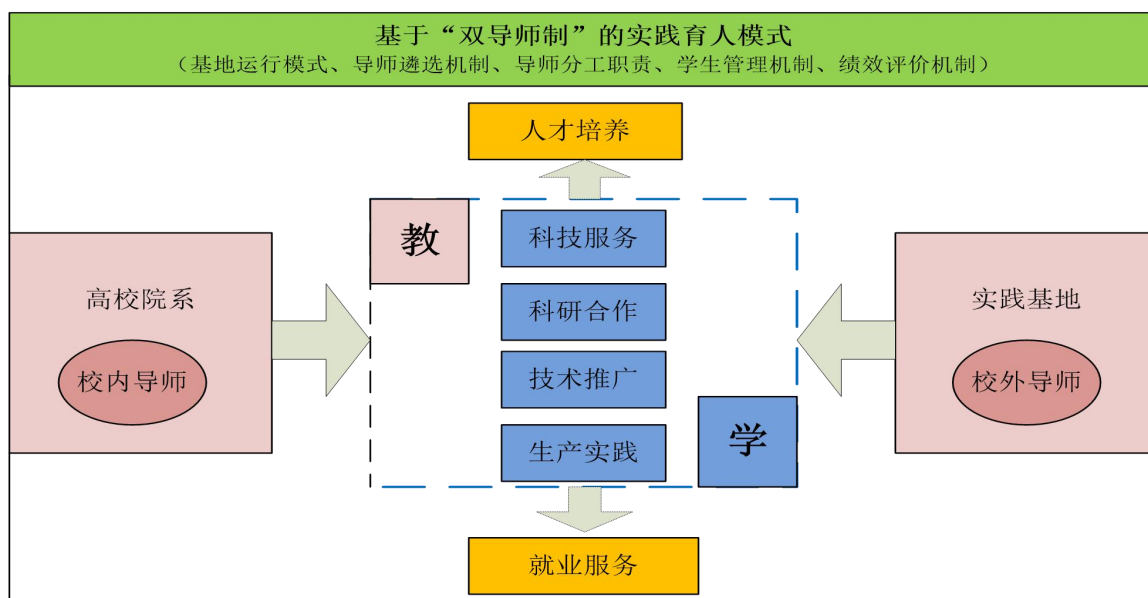 基于“双导师制”的实践育人模式
（基地运行模式、导师遴选机制、导师分工职责、学生管理机制、绩效评价机制）
人才培养
教
科技服务
高校院系
科研合作
实践基地
校内导师
技术推广
校外导师
学
生产实践
就业服务